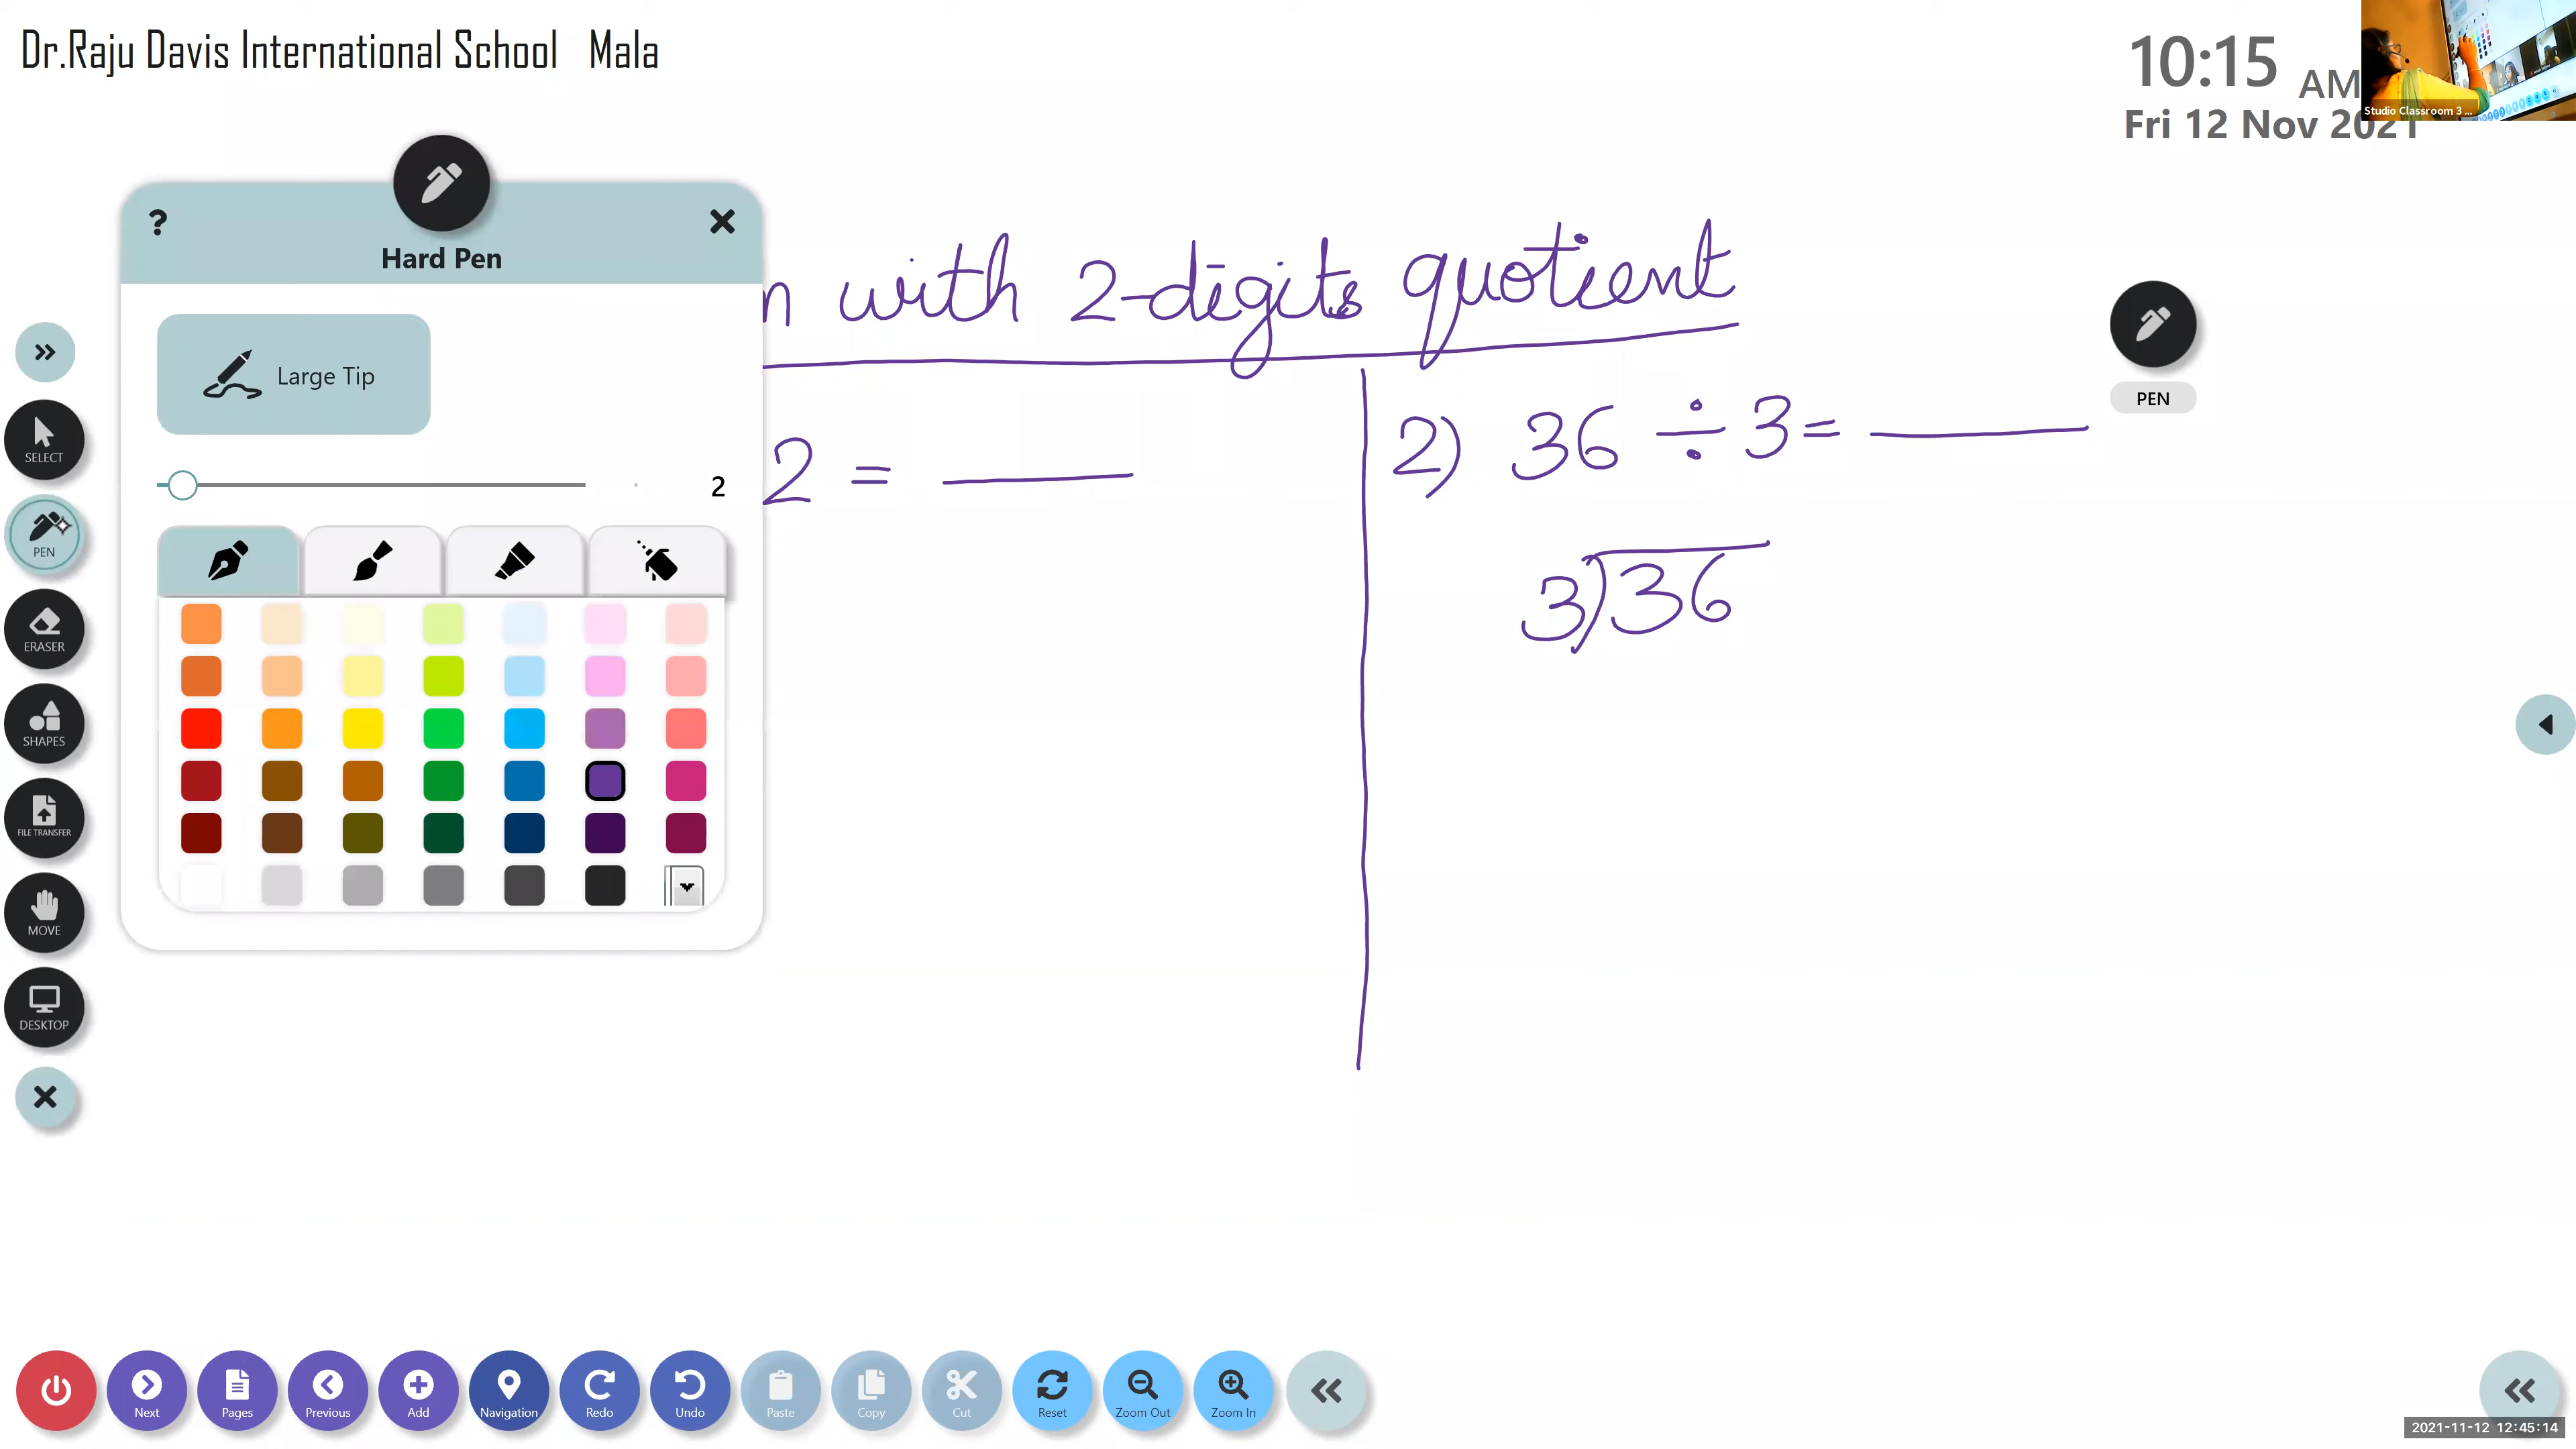 Dr.Raju Davis International School Mala
10:15 AM
Fri 12 Nov 2021
Studio Classroom 3 ...
?
Hard Pen
Large Tip
2
n with 2-digits quotient
2 = ______
2) 36 ÷ 3 = ______
3)36
PEN
SELECT
PEN
ERASER
SHAPES
FILE TRANSFER
MOVE
DESKTOP
Next
Pages
Previous
Add
Navigation
Redo
Undo
Paste
Copy
Cut
Reset
Zoom Out
Zoom In
2021-11-12 12:45:14